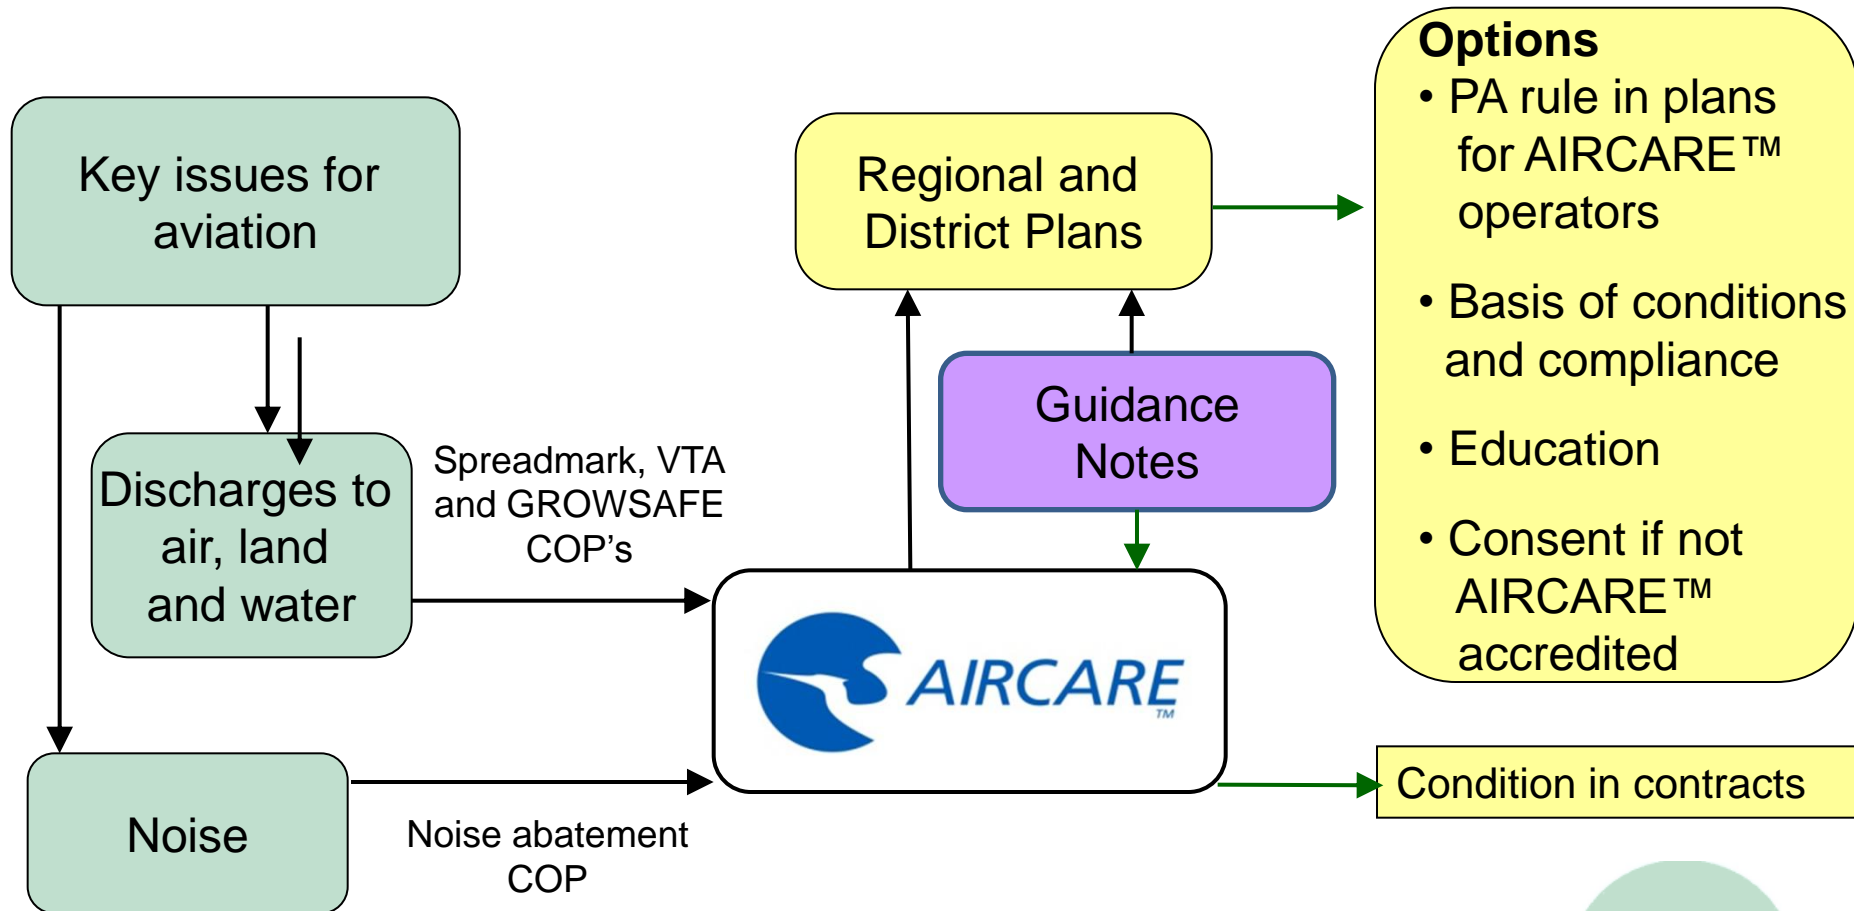 Key issues for
aviation
Discharges to
air, land
and water
Noise
Spreadmark, VTA
and GROWSAFE
COP's
Noise abatement
COP
Regional and
District Plans
Guidance
Notes
AIRCARE
TM
Options
• PA rule in plans
for AIRCARE™
operators
• Basis of conditions
and compliance
• Education
• Consent if not
AIRCARE™
accredited
Condition in contracts